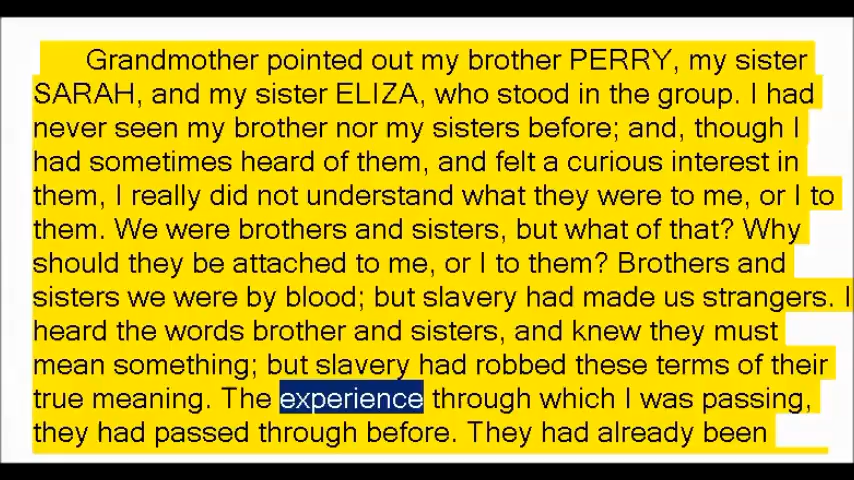 Grandmother pointed out my brother PERRY, my sister
SARAH, and my sister ELIZA, who stood in the group. I had
never seen my brother nor my sisters before; and, though I
had sometimes heard of them, and felt a curious interest in
them, I really did not understand what they were to me, or I to
them. We were brothers and sisters, but what of that? Why
should they be attached to me, or I to them? Brothers and
sisters we were by blood; but slavery had made us strangers. I
heard the words brother and sisters, and knew they must
mean something; but slavery had robbed these terms of their
true meaning. The experience through which I was passing,
they had passed through before. They had already been